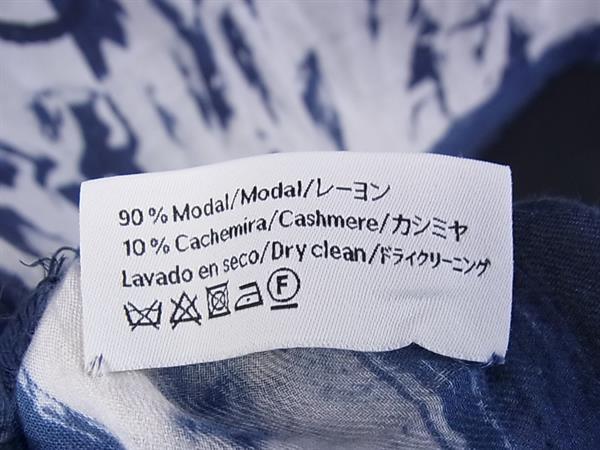 90 % Modal/Modal/レーヨン
10 % Cachemira/Cashmere/カシミヤ
Lavado en seco/Dry clean/ドライクリーニング
F